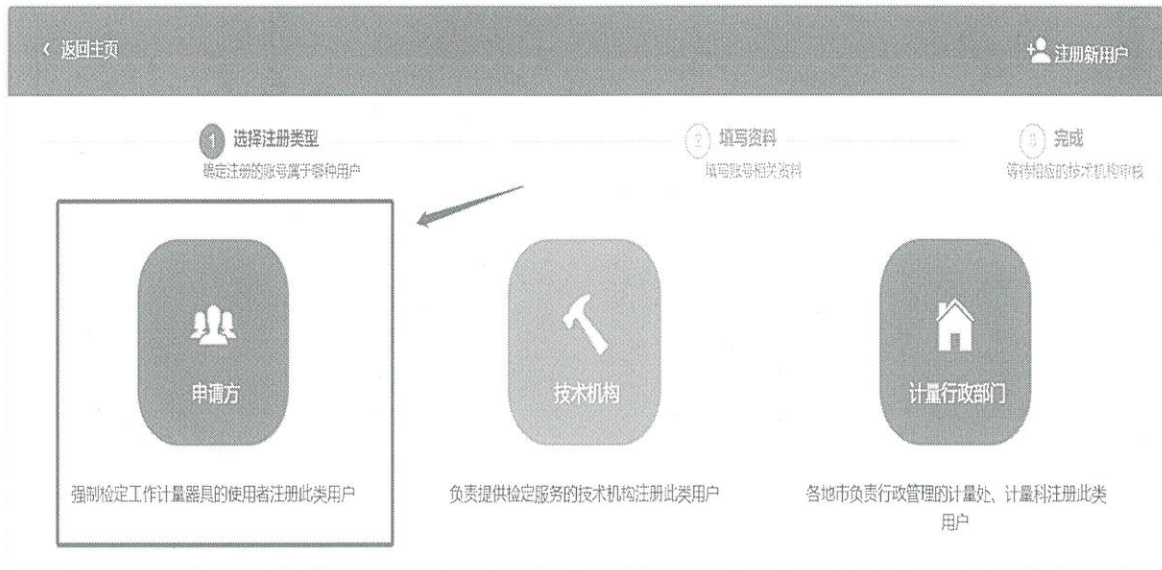 返回主页
注册新用户
1 选择注册类型
确定注册的账号属于哪种用户
2 填写资料
填写账号相关资料
3 完成
等待相应的技术机构审核
申请方
技术机构
计量行政部门
强制检定工作计量器具的使用者注册此类用户
负责提供检定服务的技术机构注册此类用户
各地市负责行政管理的计量处、计量科注册此类
用户